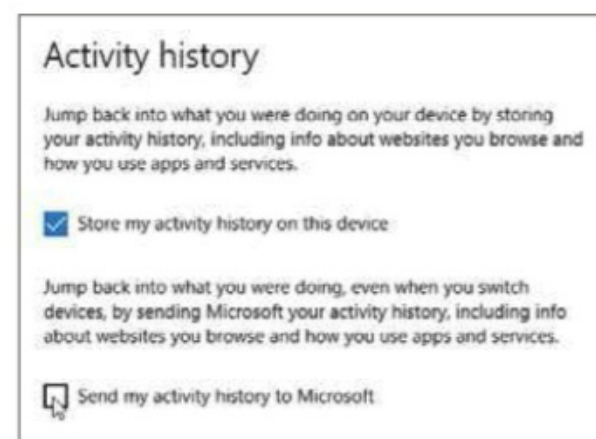 Activity history
Jump back into what you were doing on your device by storing
your activity history, including info about websites you browse and
how you use apps and services.
Store my activity history on this device
Jump back into what you were doing, even when you switch
devices, by sending Microsoft your activity history, including info
about websites you browse and how you use apps and services.
Send my activity history to Microsoft